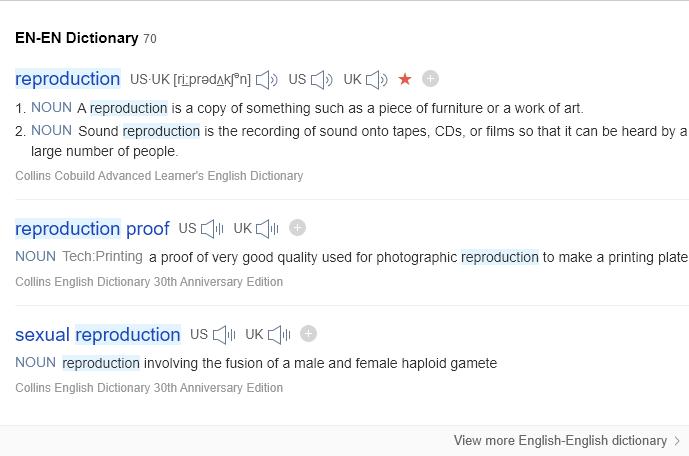 EN-EN Dictionary 70
reproduction US·UK [ri:prədʌkʃən] US UK
1. NOUN A reproduction is a copy of something such as a piece of furniture or a work of art.
2. NOUN Sound reproduction is the recording of sound onto tapes, CDs, or films so that it can be heard by a
large number of people.
Collins Cobuild Advanced Learner's English Dictionary
reproduction proof US UK
NOUN Tech:Printing a proof of very good quality used for photographic reproduction to make a printing plate
Collins English Dictionary 30th Anniversary Edition
sexual reproduction US UK
NOUN reproduction involving the fusion of a male and female haploid gamete
Collins English Dictionary 30th Anniversary Edition
View more English-English dictionary